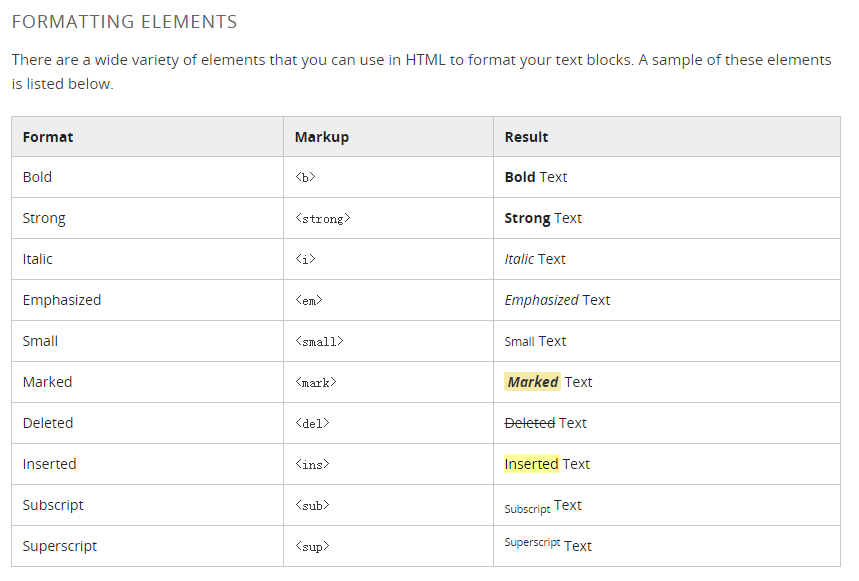 FORMATTING ELEMENTS
There are a wide variety of elements that you can use in HTML to format your text blocks. A sample of these elements
is listed below.
Format Markup Result
Bold <b> Bold Text
Strong <strong> Strong Text
Italic <i> Italic Text
Emphasized <em> Emphasized Text
Small <small> Small Text
Marked <mark> Marked Text
Deleted <del> Deleted Text
Inserted <ins> Inserted Text
Subscript <sub> Subscript Text
Superscript <sup> Superscript Text